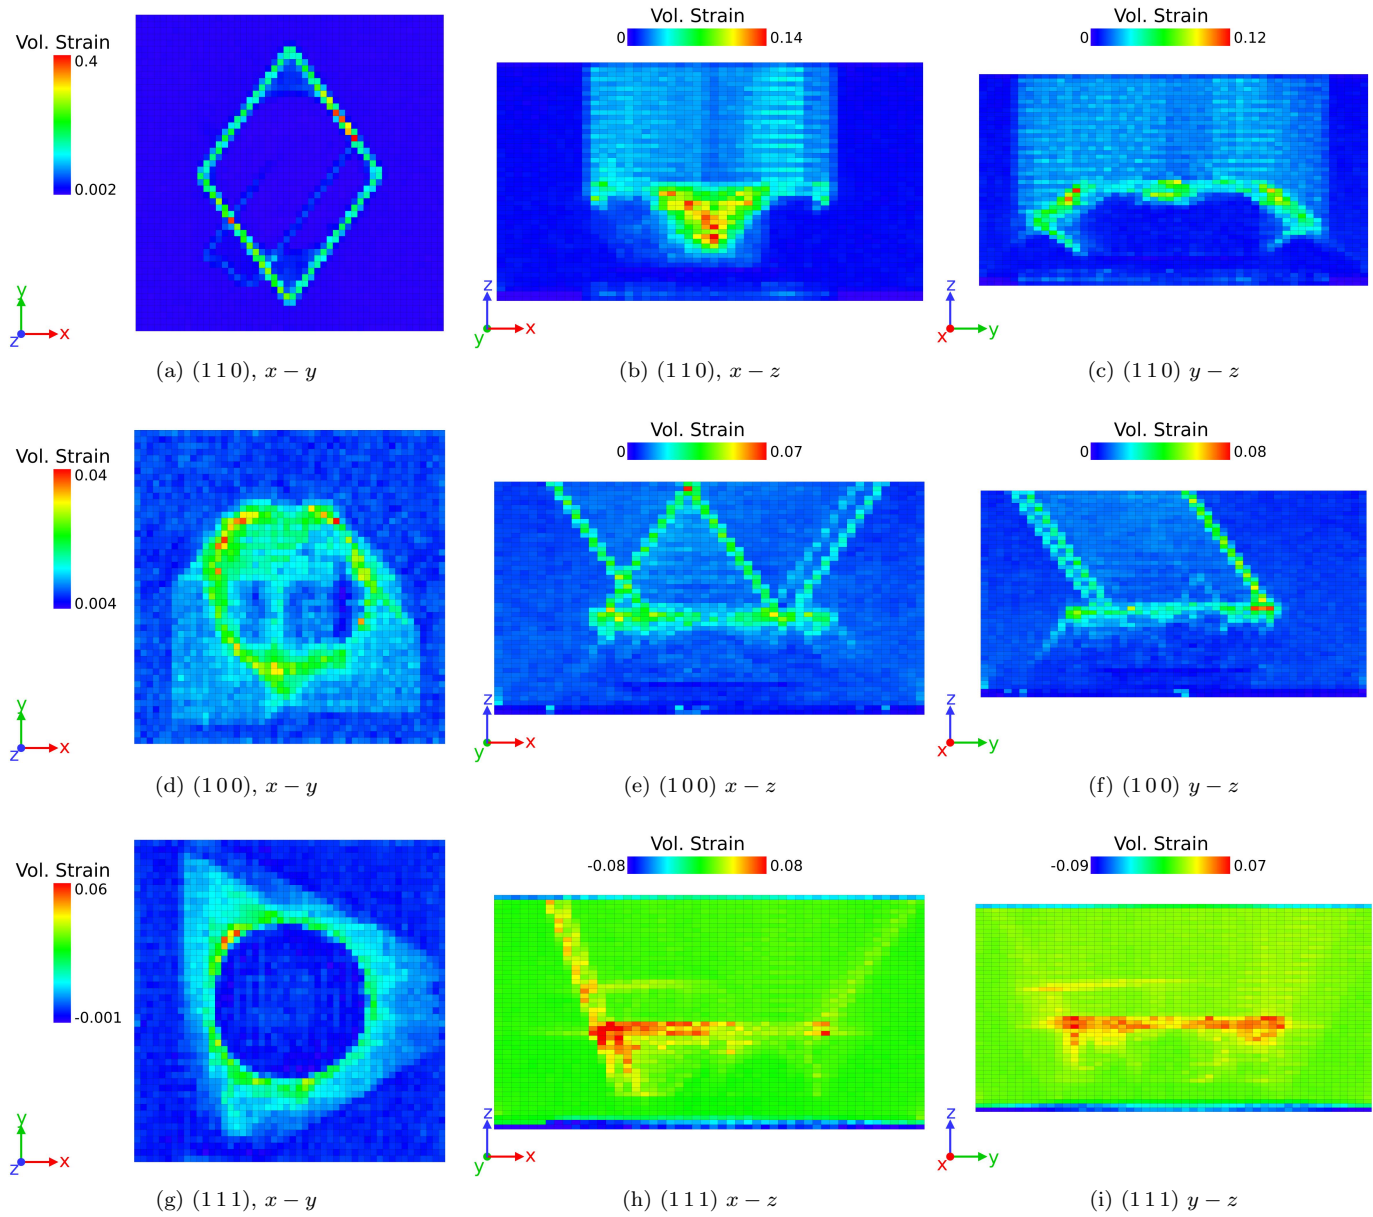 Vol. Strain
0.4
0.002
y
z
x
(a) (1 1 0), x − y
Vol. Strain
0
0.14
z
y
x
(b) (1 1 0), x − z
Vol. Strain
0
0.12
z
x
y
(c) (1 1 0) y − z
Vol. Strain
0.04
0.004
y
z
x
(d) (1 0 0), x − y
Vol. Strain
0
0.07
z
y
x
(e) (1 0 0) x − z
Vol. Strain
0
0.08
z
x
y
(f) (1 0 0) y − z
Vol. Strain
0.06
-0.001
y
z
x
(g) (1 1 1), x − y
Vol. Strain
-0.08
0.08
z
y
x
(h) (1 1 1) x − z
Vol. Strain
-0.09
0.07
z
x
y
(i) (1 1 1) y − z